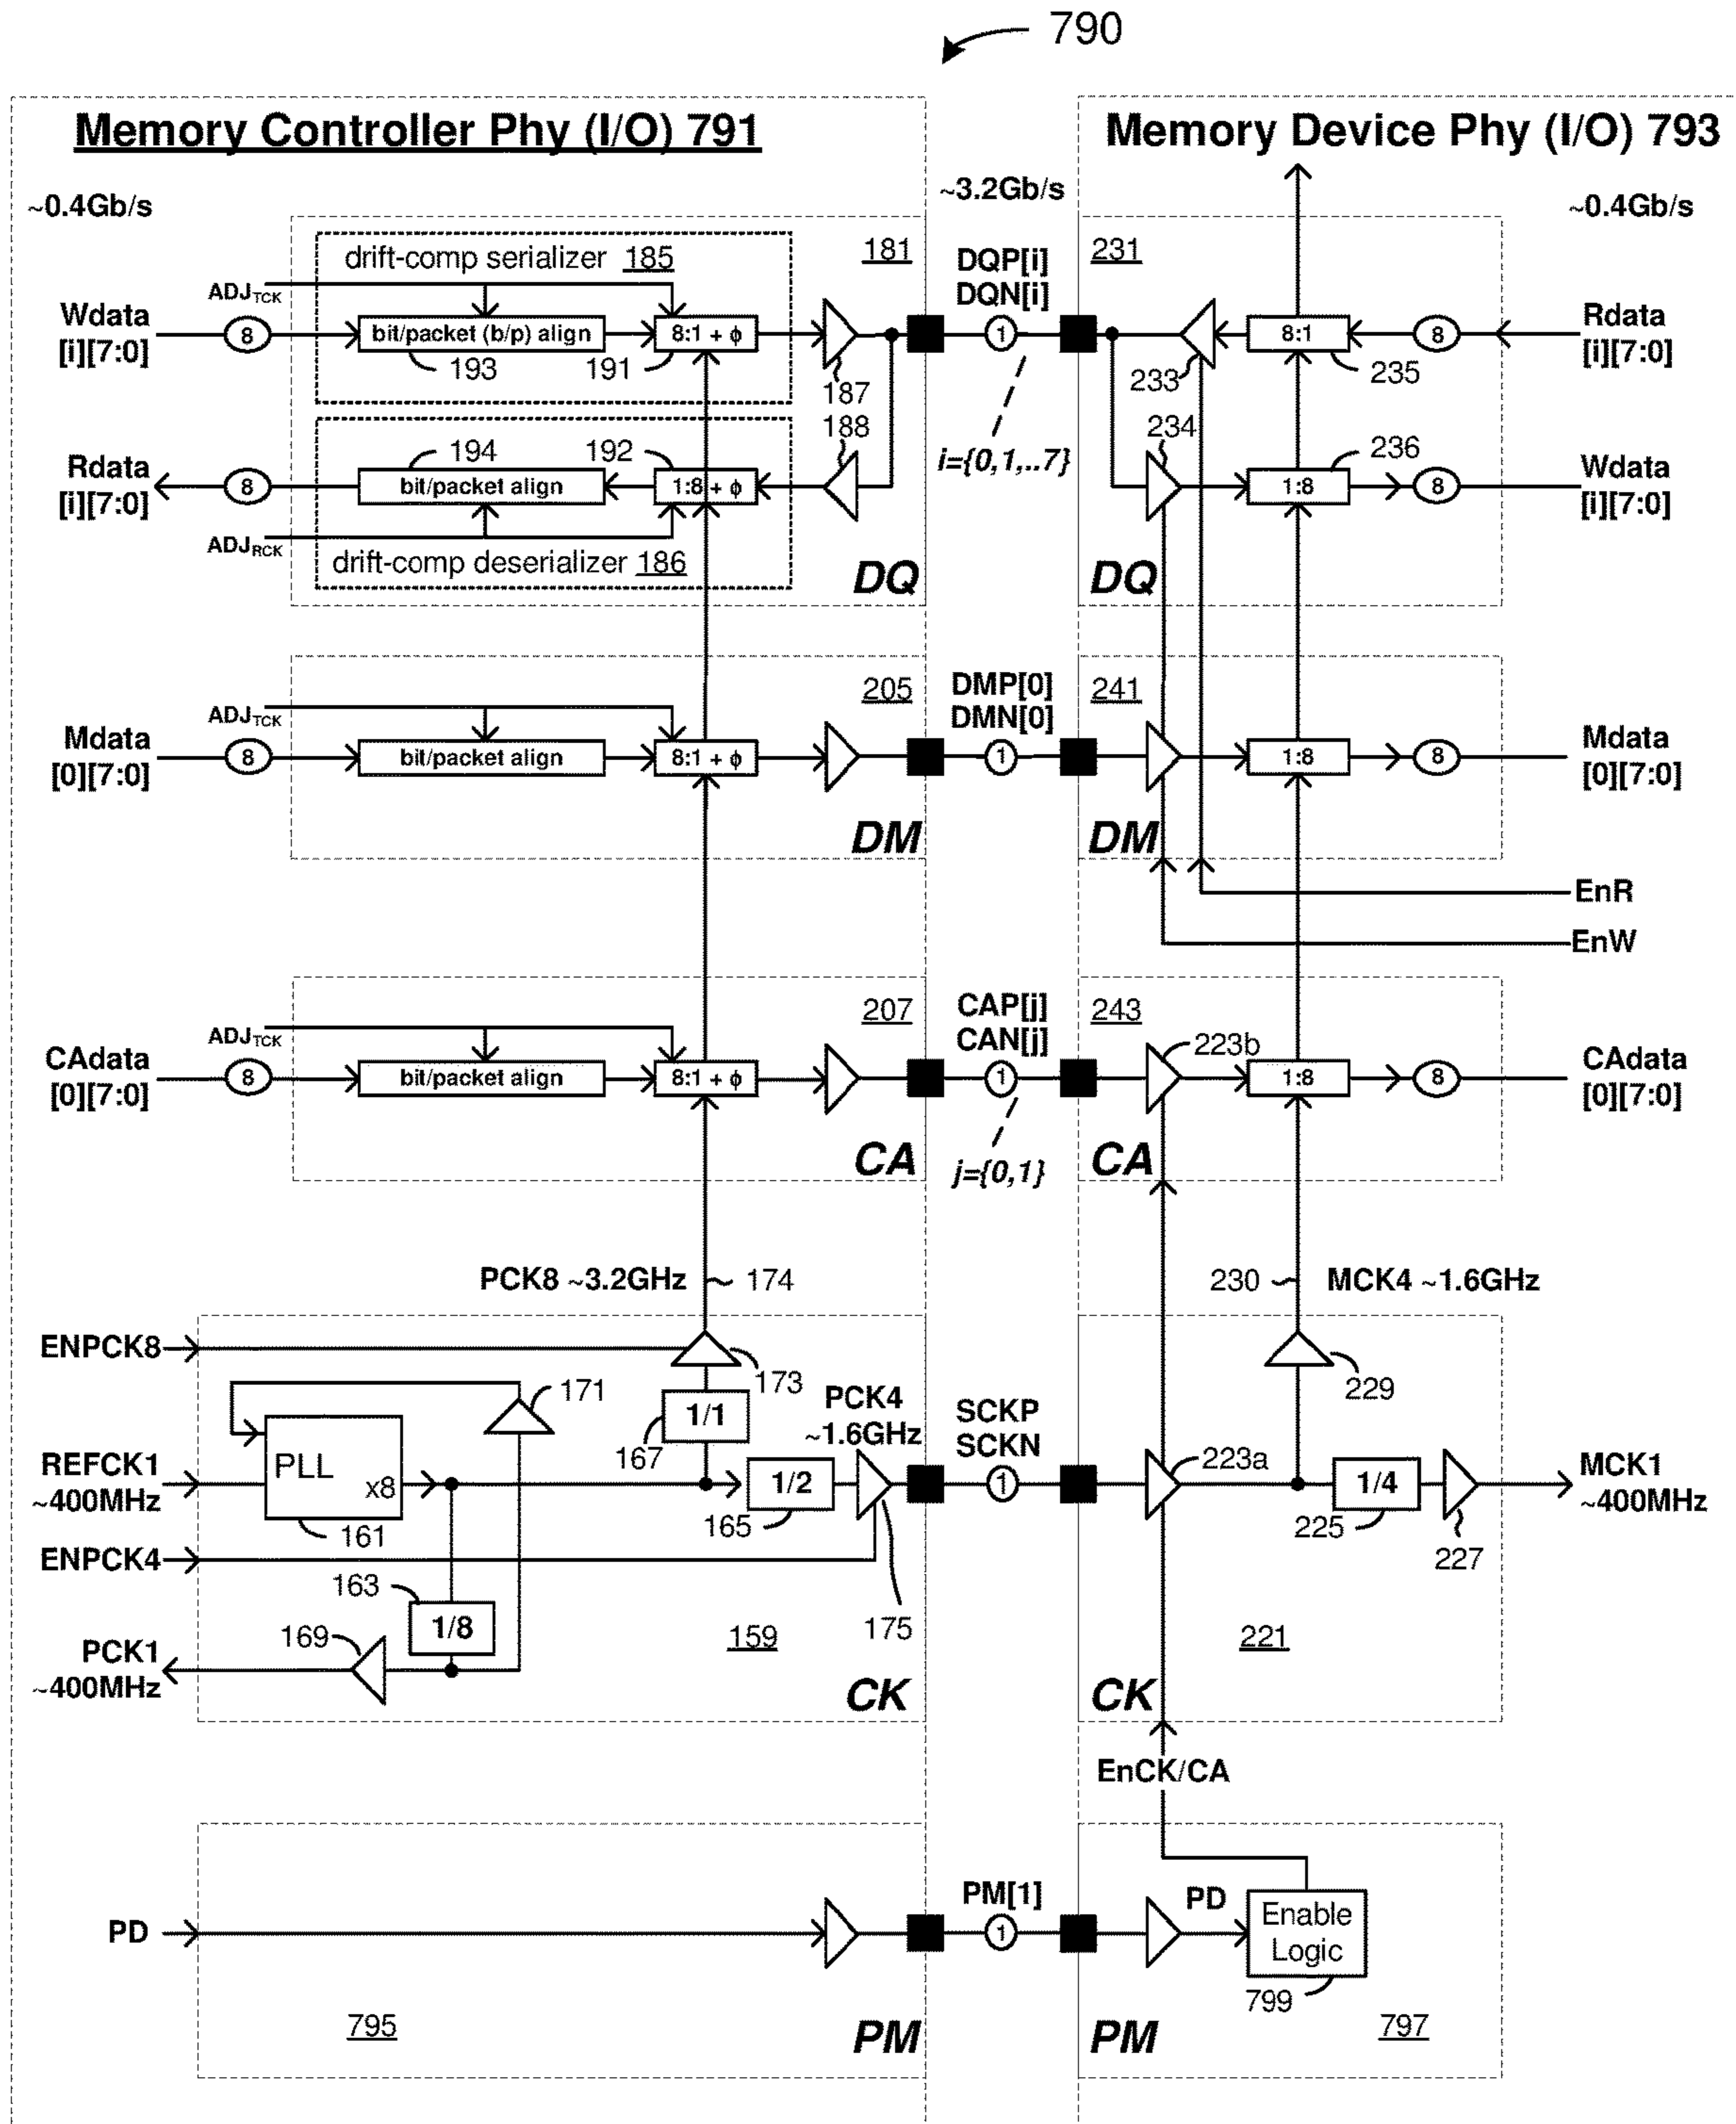 790
Memory Controller Phy (I/O) 791
Memory Device Phy (I/O) 793
~0.4Gb/s
~3.2Gb/s
~0.4Gb/s
drift-comp serializer 185
181
DQP[i]
DQN[i]
231
ADJTCK
Wdata
[i][7:0]
8
bit/packet (b/p) align
8:1 + ϕ
1
8:1
8
Rdata
[i][7:0]
193
191
187
233
235
188
234
i={0,1,..7}
194
192
236
Rdata
[i][7:0]
8
bit/packet align
1:8 + ϕ
1:8
8
Wdata
[i][7:0]
ADJRCK
drift-comp deserializer 186
DQ
DQ
205
DMP[0]
DMN[0]
241
ADJTCK
Mdata
[0][7:0]
8
bit/packet align
8:1 + ϕ
1
1:8
8
Mdata
[0][7:0]
DM
DM
EnR
EnW
207
CAP[j]
CAN[j]
243
223b
ADJTCK
CAdata
[0][7:0]
8
bit/packet align
8:1 + ϕ
1
1:8
8
CAdata
[0][7:0]
CA
j={0,1}
CA
PCK8 ~3.2GHz
174
230
MCK4 ~1.6GHz
ENPCK8
171
173
229
1/1
167
PCK4
~1.6GHz
SCKP
SCKN
223a
REFCK1
~400MHz
PLL
x8
1/2
1
1/4
MCK1
~400MHz
161
165
225
227
ENPCK4
163
1/8
175
169
159
221
PCK1
~400MHz
CK
CK
EnCK/CA
PM[1]
PD
PD
1
Enable
Logic
799
795
PM
PM
797